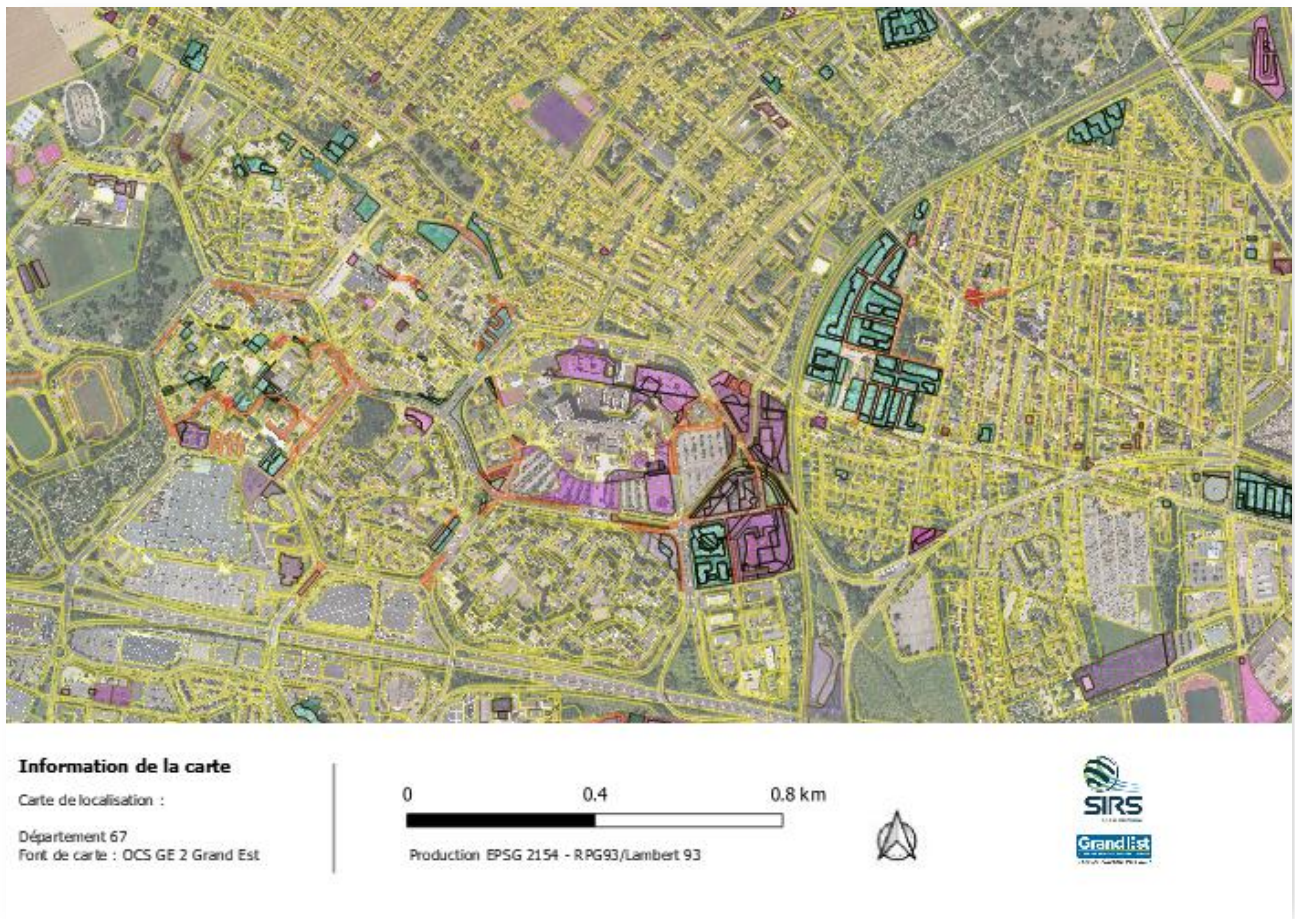 Information de la carte
Carte de localisation :
Département 67
Font de carte : OCS GE 2 Grand Est
0 0.4 0.8 km
Production EPSG 2154 - RPG93/Lambert 93
SIRS
Grand Est